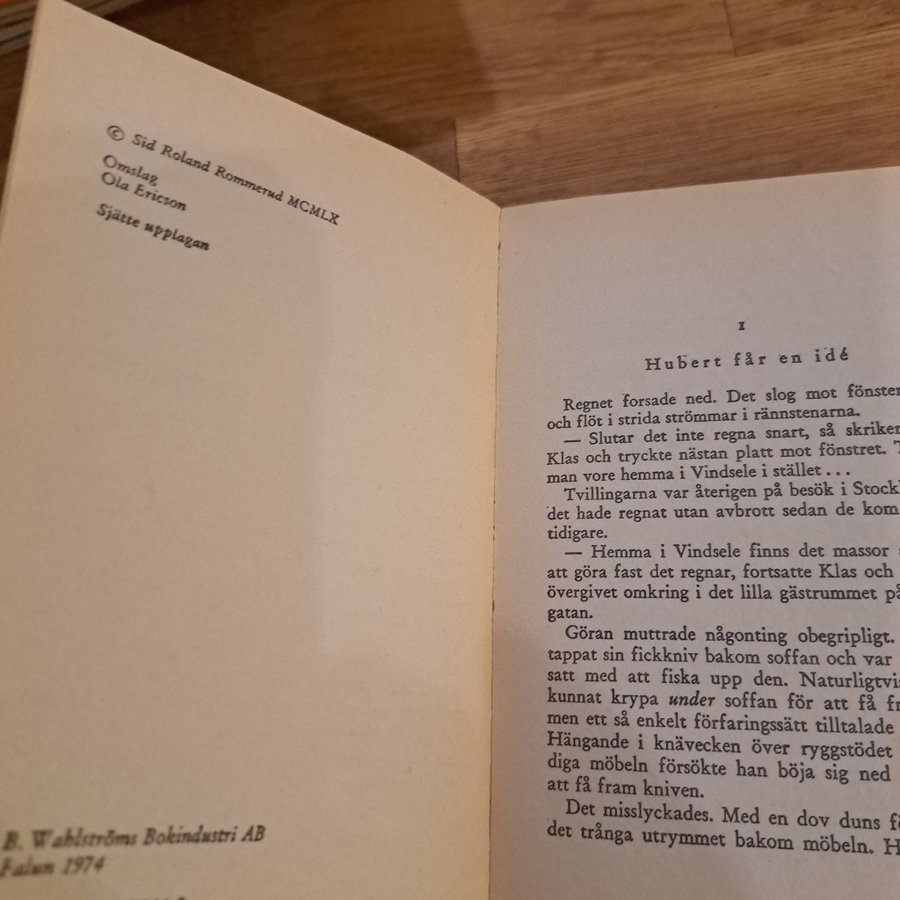 © Sid Roland Rommerud MCMLX
Omslag
Ola Ericson
Sjätte upplagan
B. Wahlströms Bokindustri AB
Falun 1974
1
Hubert får en idé
Regnet forsade ned. Det slog mot fönster
och flöt i strida strömmar i rännstenarna.
— Slutar det inte regna snart, så skriker
Klas och tryckte nästan platt mot fönstret. T
man vore hemma i Vindsele i stället . . .
Tvillingarna var återigen på besök i Stock
det hade regnat utan avbrott sedan de kom
tidigare.
— Hemma i Vindsele finns det massor
att göra fast det regnar, fortsatte Klas och
övergivet omkring i det lilla gästrummet på
gatan.
Göran muttrade någonting obegripligt.
tappat sin fickkniv bakom soffan och var
satt med att fiska upp den. Naturligtvis
kunnat krypa under soffan för att få fr
men ett så enkelt förfaringssätt tilltalade
Hängande i knävecken över ryggstödet
diga möbeln försökte han böja sig ned
att få fram kniven.
Det misslyckades. Med en dov duns fö
det trånga utrymmet bakom möbeln. H